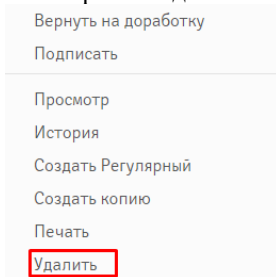 Вернуть на доработку
Подписать
Просмотр
История
Создать Регулярный
Создать копию
Печать
Удалить